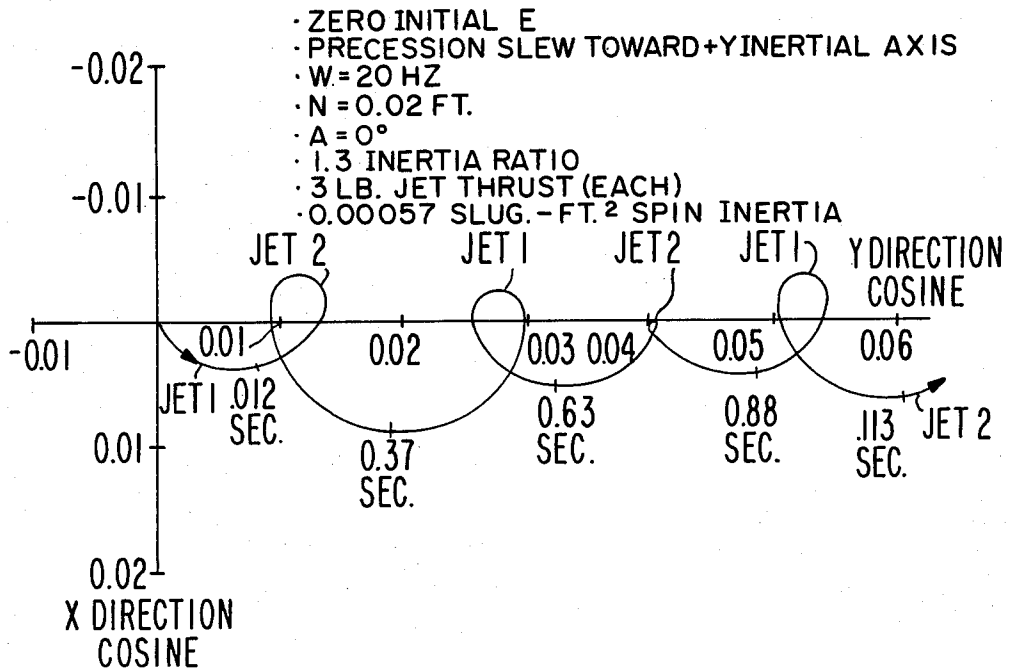 · ZERO INITIAL E
· PRECESSION SLEW TOWARD+YINERTIAL AXIS
· W.=20 HZ
· N = 0.02 FT.
· A = 0°
· 1.3 INERTIA RATIO
· 3 LB. JET THRUST (EACH)
· 0.00057 SLUG.-FT.² SPIN INERTIA
-0.02
-0.01
JET 2
JET 1
JET 2
JET 1
Y DIRECTION
COSINE
-0.01
0.01
0.02
0.03
0.04
0.05
0.06
JET 1
.012
SEC.
0.37
SEC.
0.63
SEC.
0.88
SEC.
.113
SEC.
JET 2
0.01
0.02
X DIRECTION
COSINE